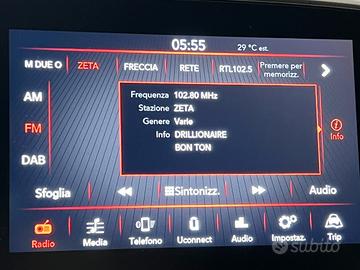 05:55 29 °C est.
M DUE O ZETA FRECCIA RETE RTL102.5 Premere per memorizz.
AM
FM
DAB
Frequenza 102.80 MHz
Stazione ZETA
Genere Varie
Info DRILLIONAIRE
BON TON
Info
Sfoglia Sintonizz. Audio
Radio Media Telefono Uconnect Audio Impostaz. Trip
subito